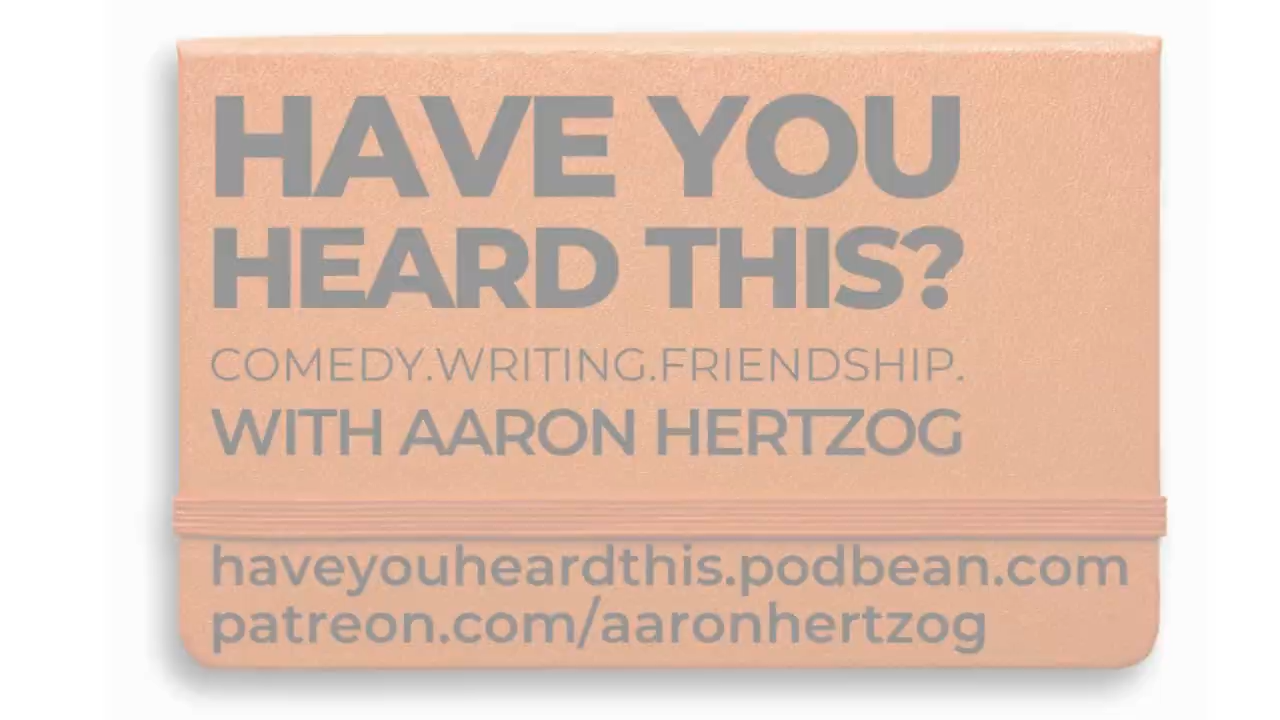 HAVE YOU
HEARD THIS?
COMEDY.WRITING.FRIENDSHIP.
WITH AARON HERTZOG
haveyouheardthis.podbean.com
patreon.com/aaronhertzog